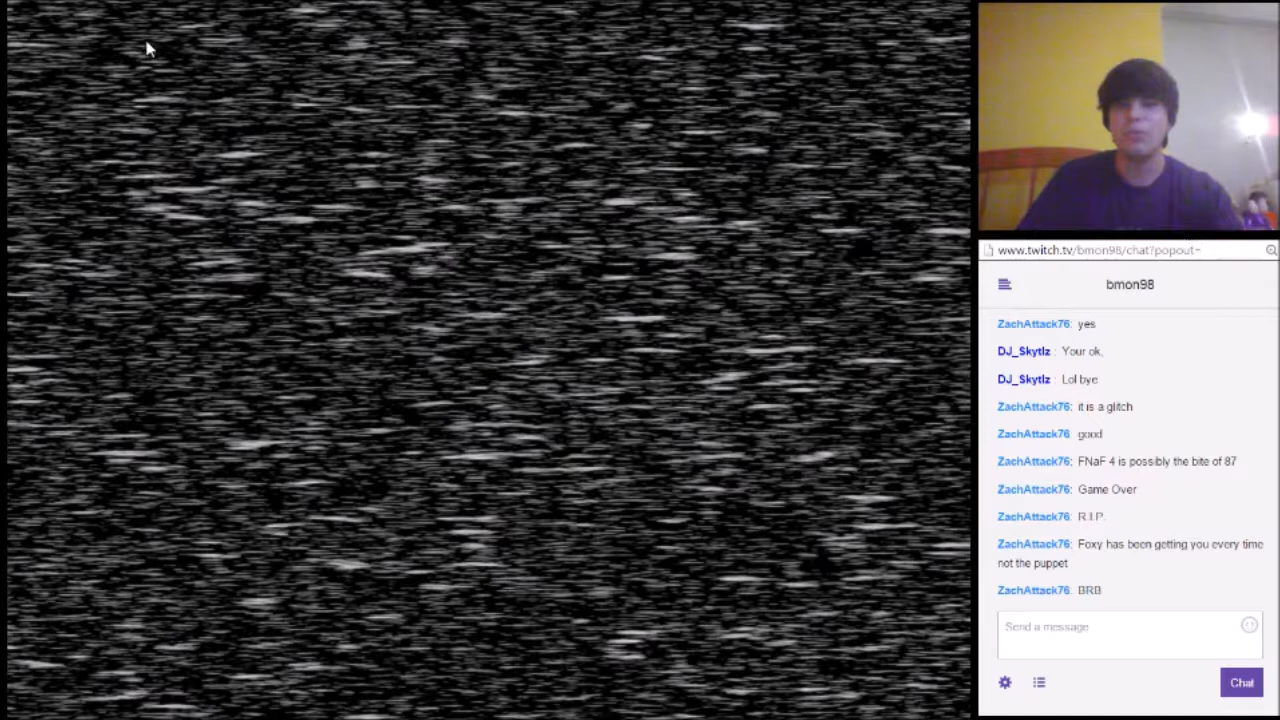 www.twitch.tv/bmon98/chat?popout=
bmon98
ZachAttack76: yes
DJ_Skytlz : Your ok,
DJ_Skytlz : Lol bye
ZachAttack76: it is a glitch
ZachAttack76 good
ZachAttack76: FNaF 4 is possibly the bite of 87
ZachAttack76: Game Over
ZachAttack76: R.I.P.
ZachAttack76: Foxy has been getting you every time
not the puppet
ZachAttack76: BRB
Send a message
Chat